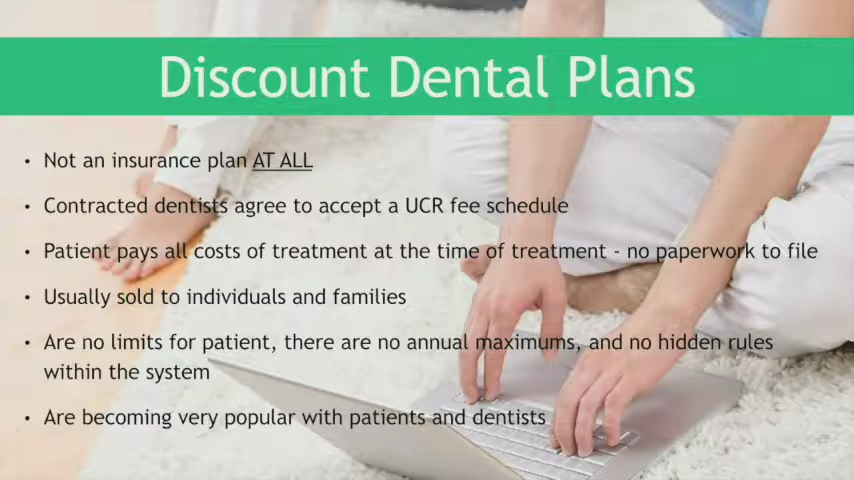 Discount Dental Plans
• Not an insurance plan AT ALL
• Contracted dentists agree to accept a UCR fee schedule
• Patient pays all costs of treatment at the time of treatment - no paperwork to file
• Usually sold to individuals and families
• Are no limits for patient, there are no annual maximums, and no hidden rules
within the system
• Are becoming very popular with patients and dentists